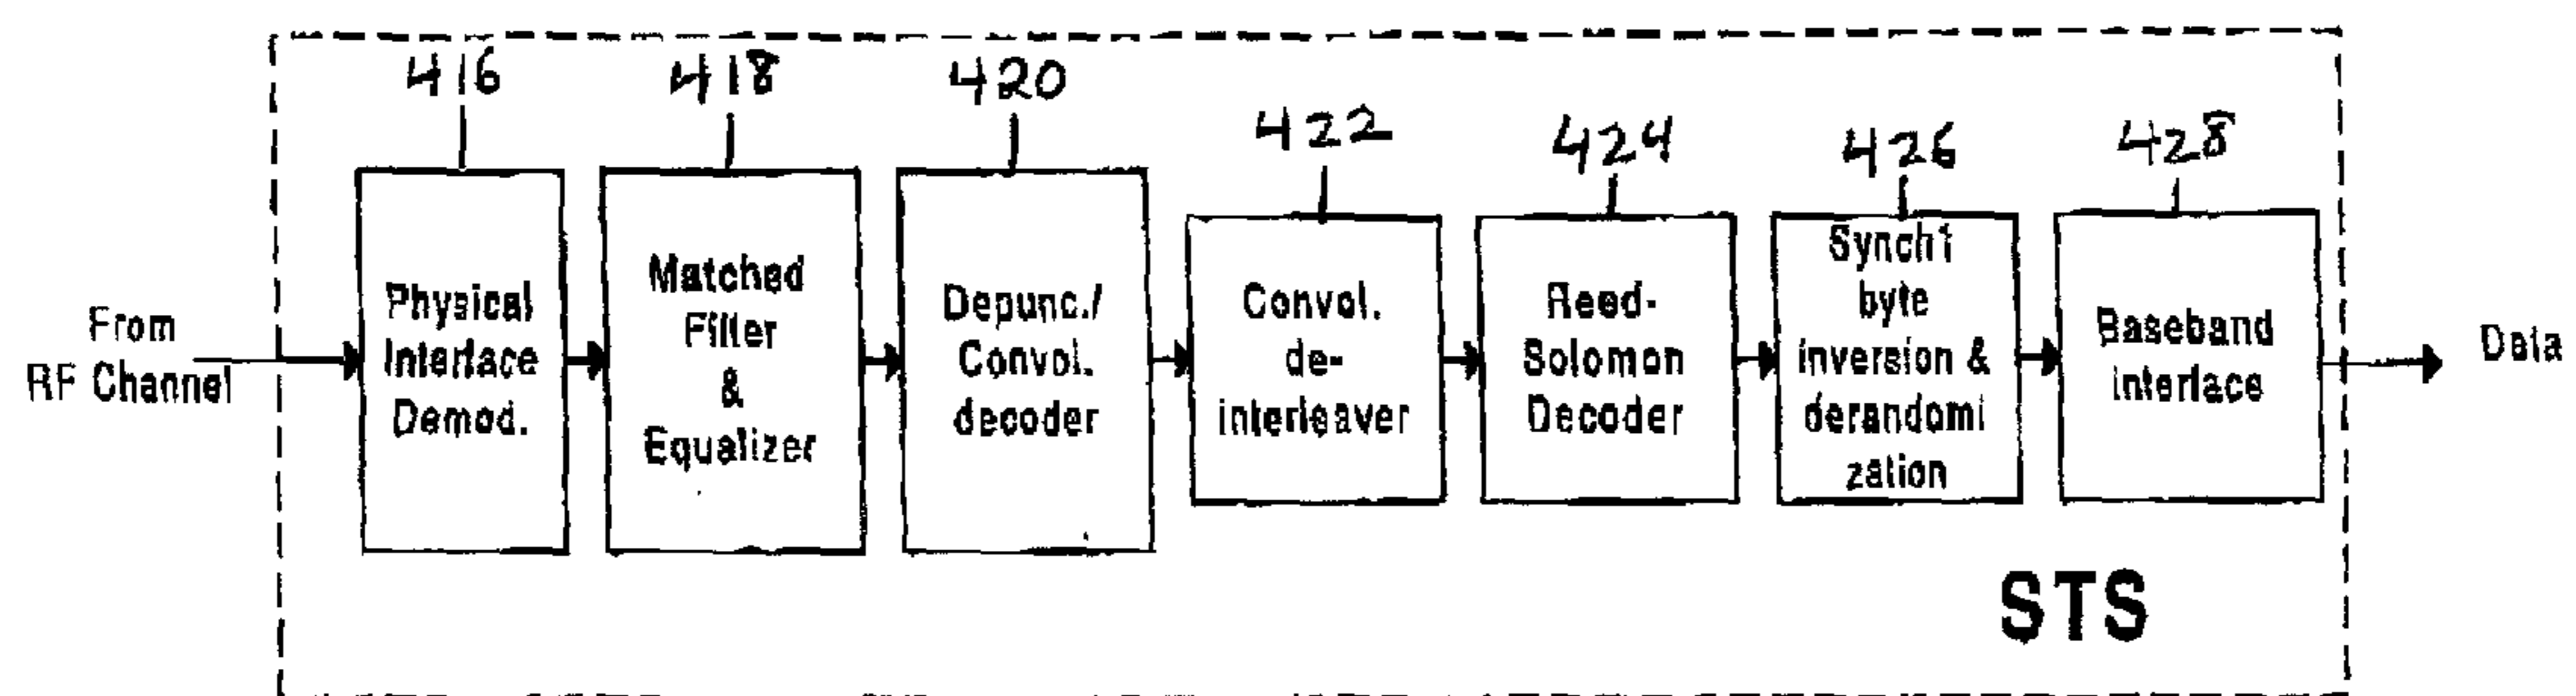 416
418
420
422
424
426
428
From
RF Channel
Physical
Interface
Demod.
Matched
Filter
&
Equalizer
Depunc./
Convol.
decoder
Convol.
de-
interleaver
Reed-
Solomon
Decoder
Synch1
byte
inversion &
derandomi
zation
Baseband
interface
Data
STS